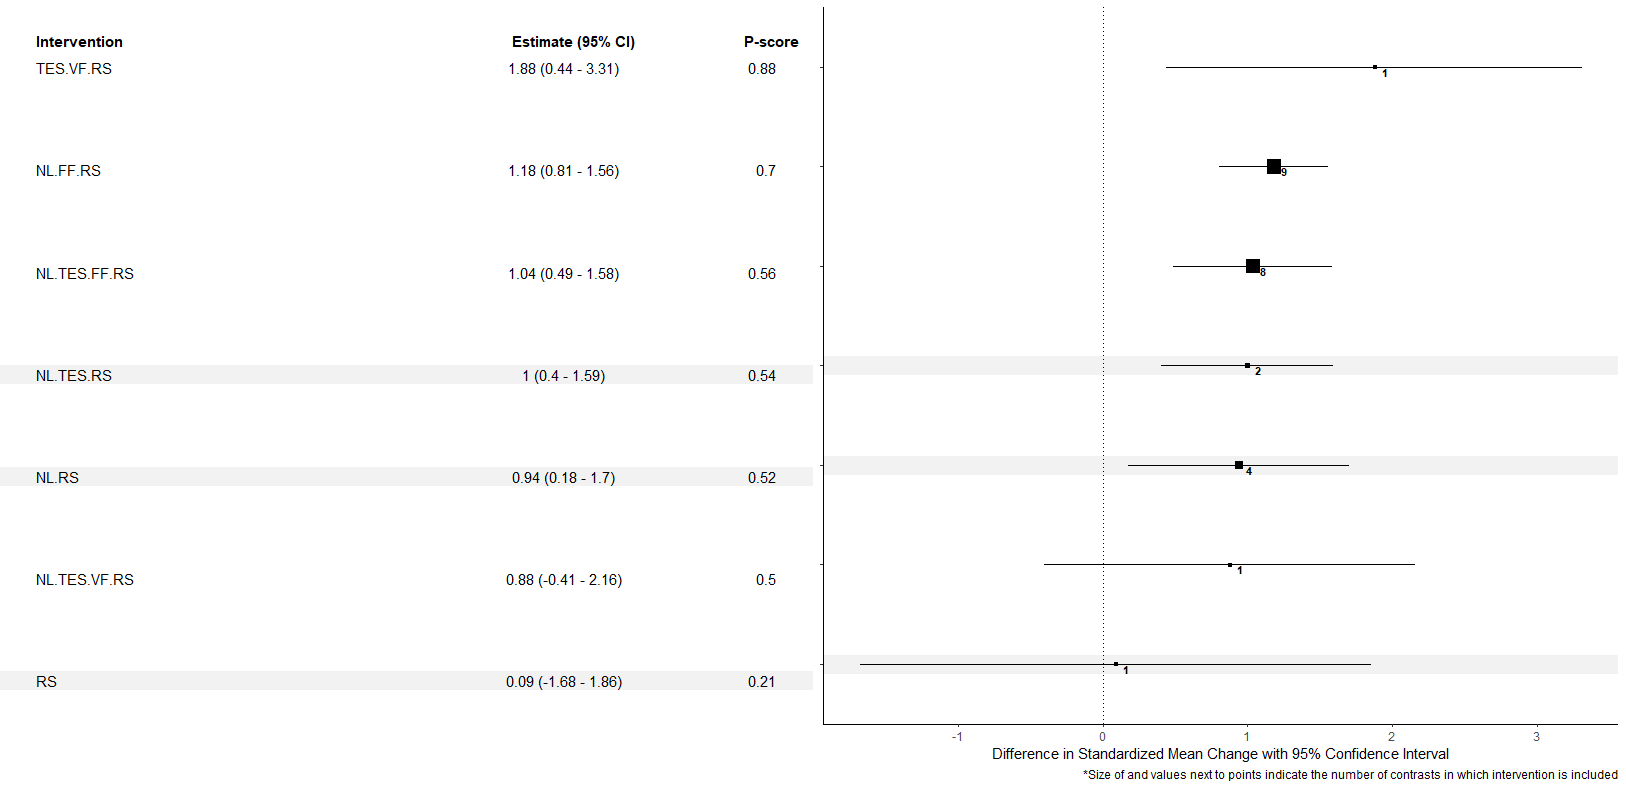 Intervention Estimate (95% CI) P-score
TES.VF.RS 1.88 (0.44 - 3.31) 0.88
1
NL.FF.RS 1.18 (0.81 - 1.56) 0.7
9
NL.TES.FF.RS 1.04 (0.49 - 1.58) 0.56
8
NL.TES.RS 1 (0.4 - 1.59) 0.54
2
NL.RS 0.94 (0.18 - 1.7) 0.52
4
NL.TES.VF.RS 0.88 (-0.41 - 2.16) 0.5
1
RS 0.09 (-1.68 - 1.86) 0.21
1
-1 0 1 2 3
Difference in Standardized Mean Change with 95% Confidence Interval
*Size of and values next to points indicate the number of contrasts in which intervention is included